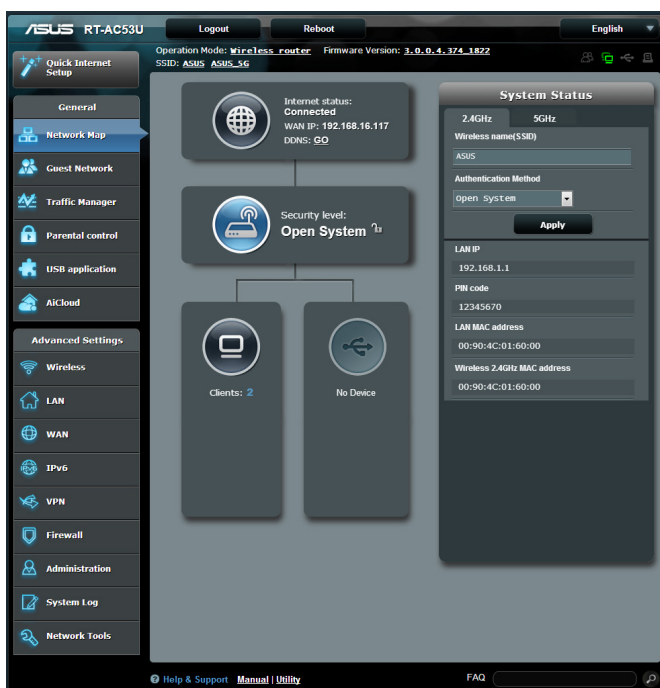 ASUS RT-AC53U Logout Reboot English
Operation Mode: Wireless router Firmware Version: 3.0.0.4.374_1822
SSID: ASUS ASUS_5G
Quick Internet
Setup
General
Network Map
Guest Network
Traffic Manager
Parental control
USB application
AiCloud
Advanced Settings
Wireless
LAN
WAN
IPv6
VPN
Firewall
Administration
System Log
Network Tools
Internet status:
Connected
WAN IP: 192.168.16.117
DDNS: GO
Security level:
Open System
Clients: 2
No Device
System Status
2.4GHz 5GHz
Wireless name(SSID)
ASUS
Authentication Method
Open System
Apply
LAN IP
192.168.1.1
PIN code
12345670
LAN MAC address
00:90:4C:01:60:00
Wireless 2.4GHz MAC address
00:90:4C:01:60:00
Help & Support Manual | Utility FAQ